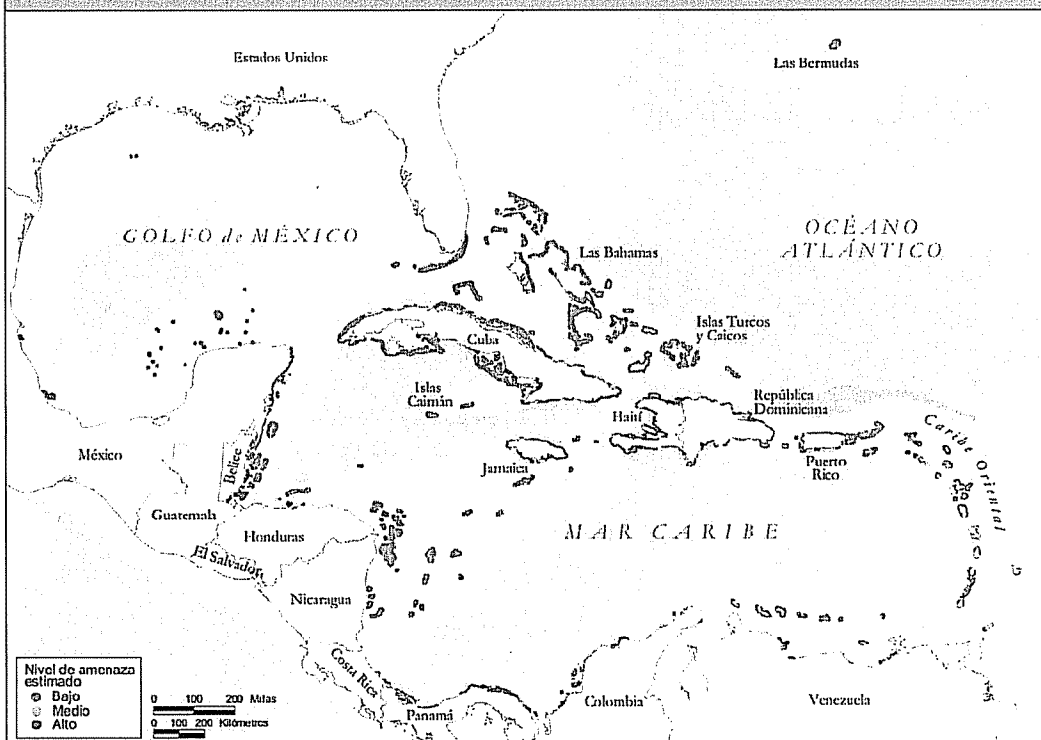 Estados Unidos
Las Bermudas
GOLFO de MÉXICO
OCÉANO
ATLÁNTICO
Las Bahamas
Islas Turcos
y Caicos
Cuba
Islas
Caimán
República
Dominicana
Haití
Caribe Oriental
México
Belice
Jamaica
Puerto
Rico
Guatemala
Honduras
MAR CARIBE
El Salvador
Nicaragua
Costa Rica
Panamá
Colombia
Venezuela
Nivel de amenaza
estimado
Bajo
Medio
Alto
0 100 200 Millas
0 100 200 Kilómetros